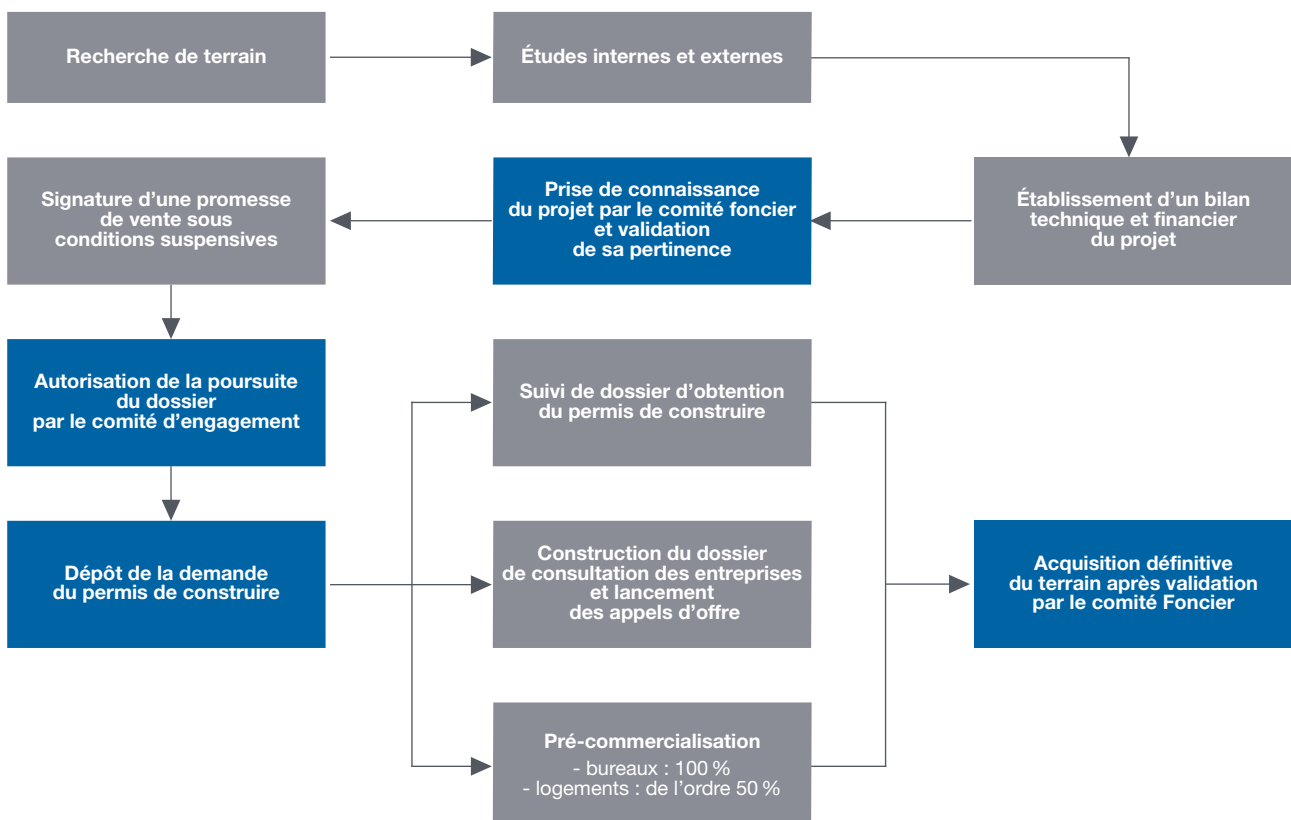 Recherche de terrain
Études internes et externes
Établissement d’un bilan
technique et financier
du projet
Prise de connaissance
du projet par le comité foncier
et validation
de sa pertinence
Signature d’une promesse
de vente sous
conditions suspensives
Autorisation de la poursuite
du dossier
par le comité d’engagement
Dépôt de la demande
du permis de construire
Suivi de dossier d’obtention
du permis de construire
Construction du dossier
de consultation des entreprises
et lancement
des appels d’offre
Pré-commercialisation
- bureaux : 100 %
- logements : de l’ordre 50 %
Acquisition définitive
du terrain après validation
par le comité Foncier